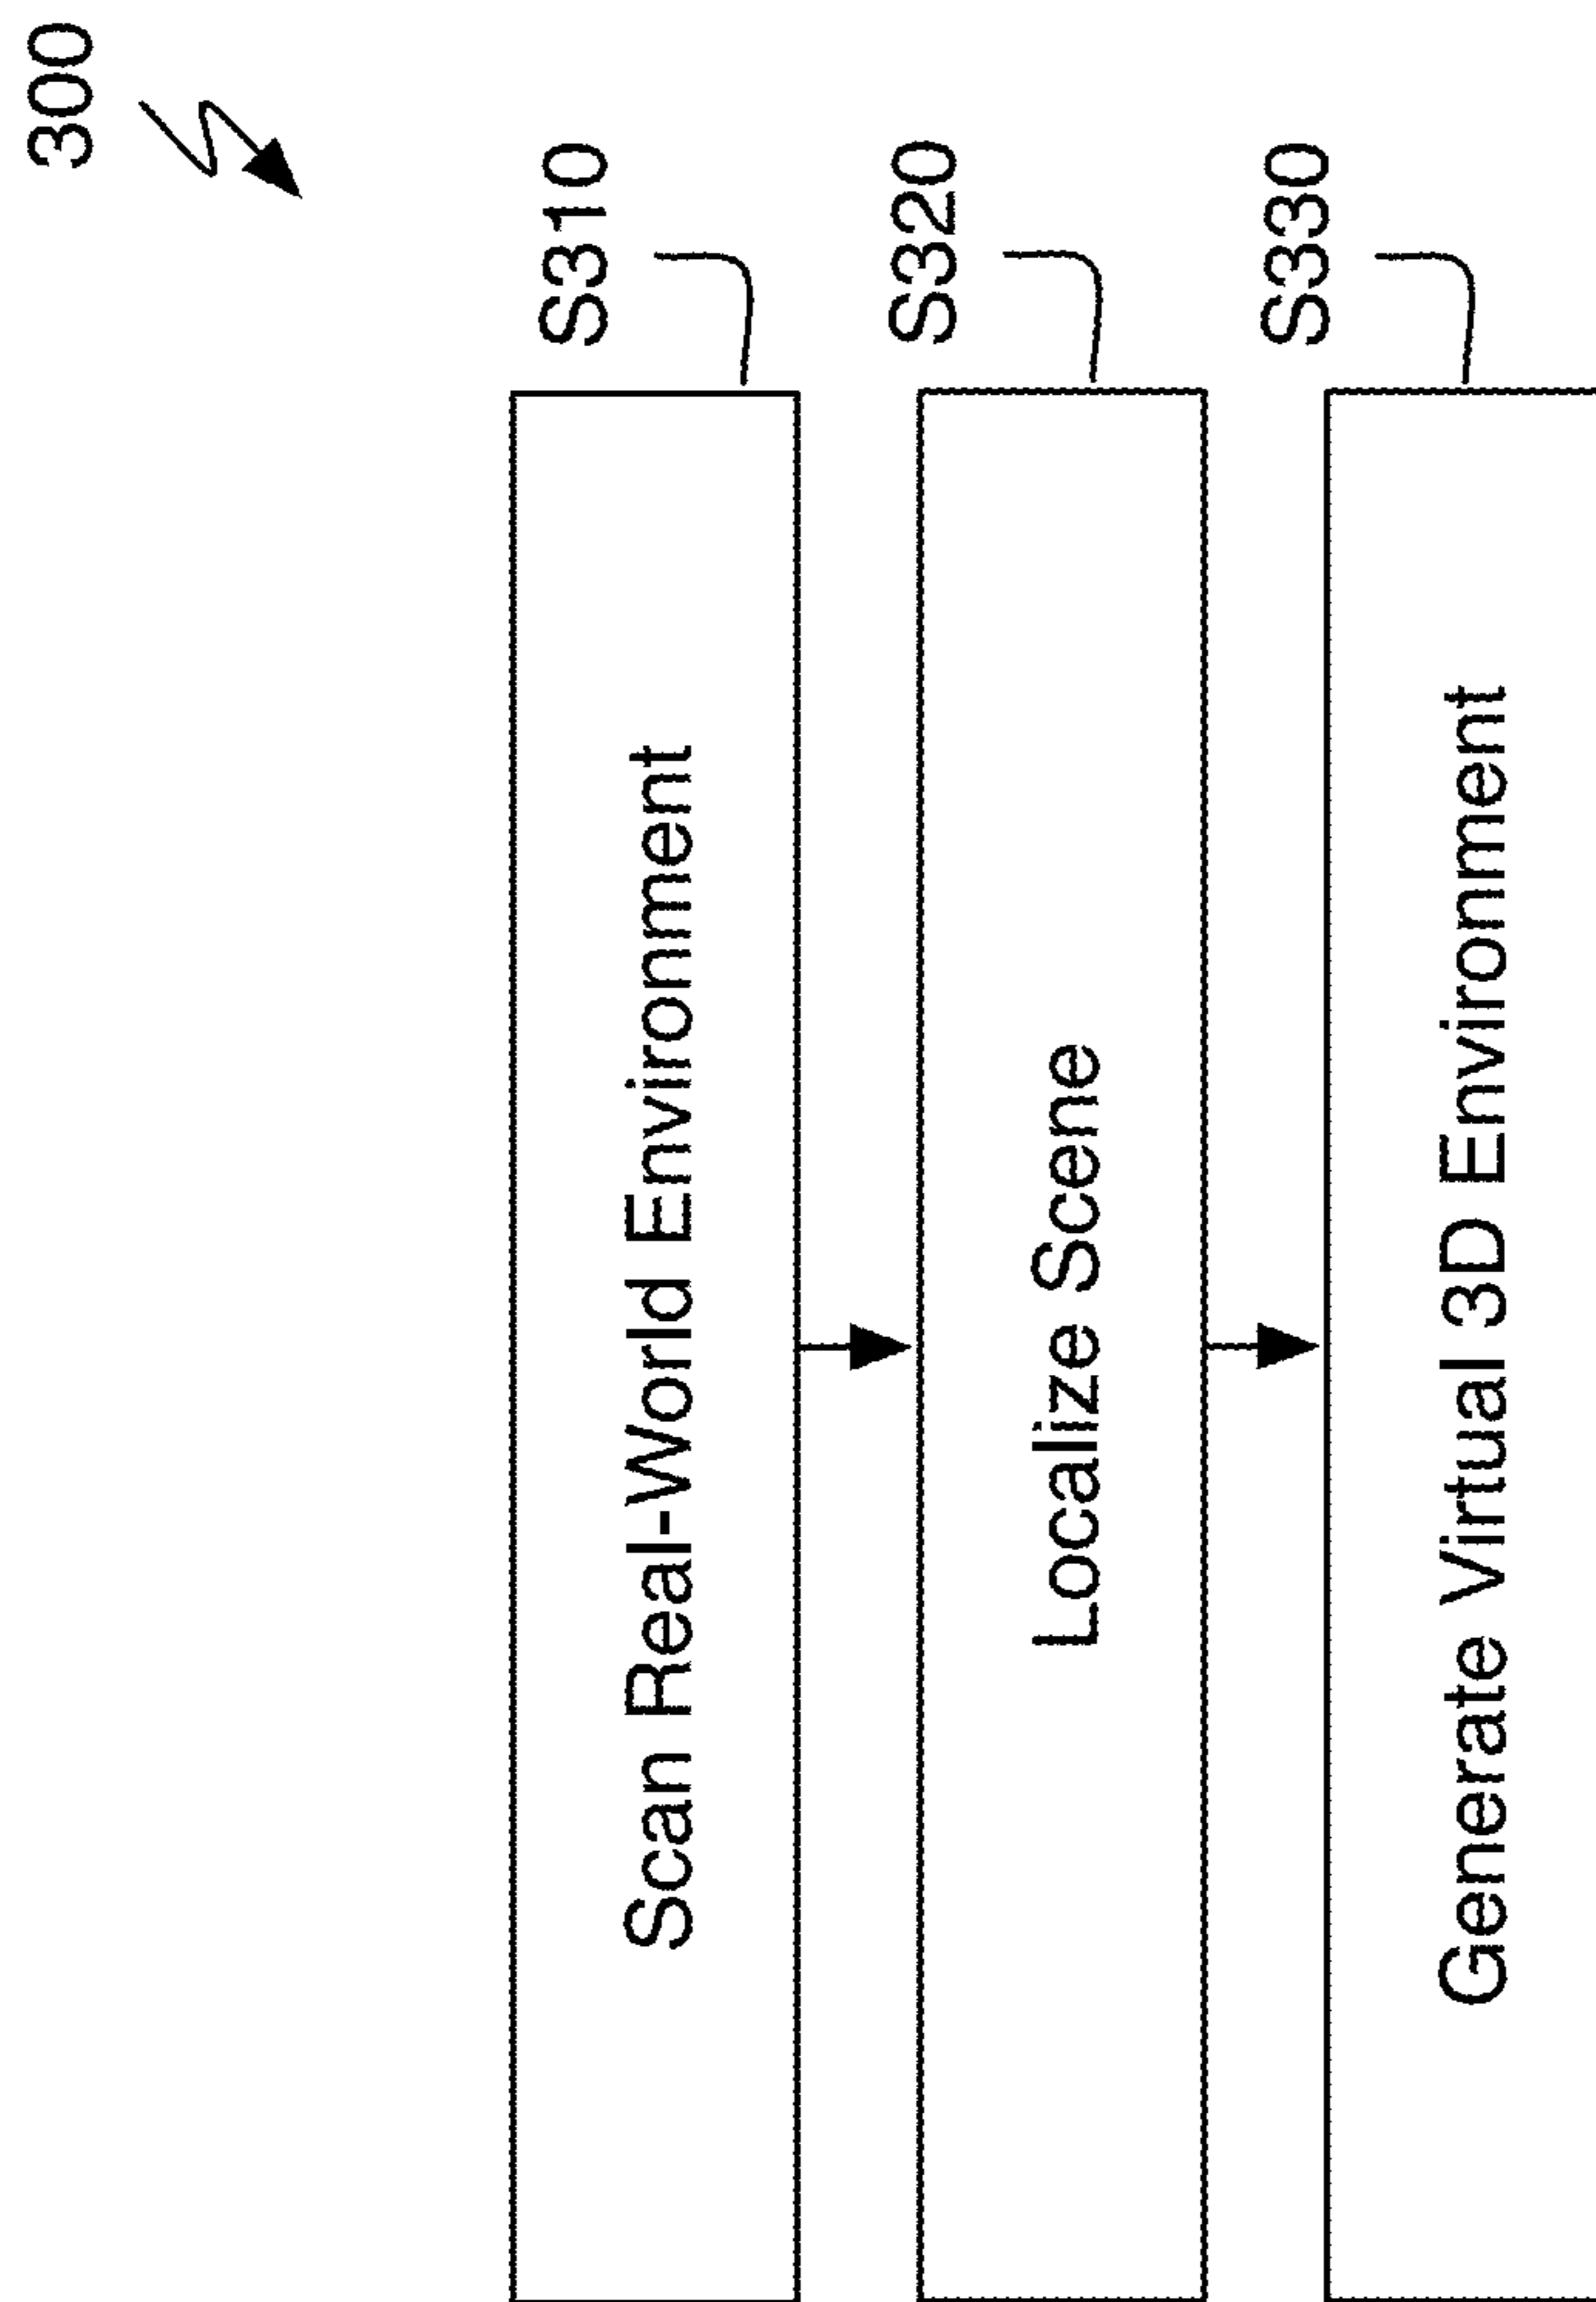 300
S310
Scan Real-World Environment
S320
Localize Scene
S330
Generate Virtual 3D Environment